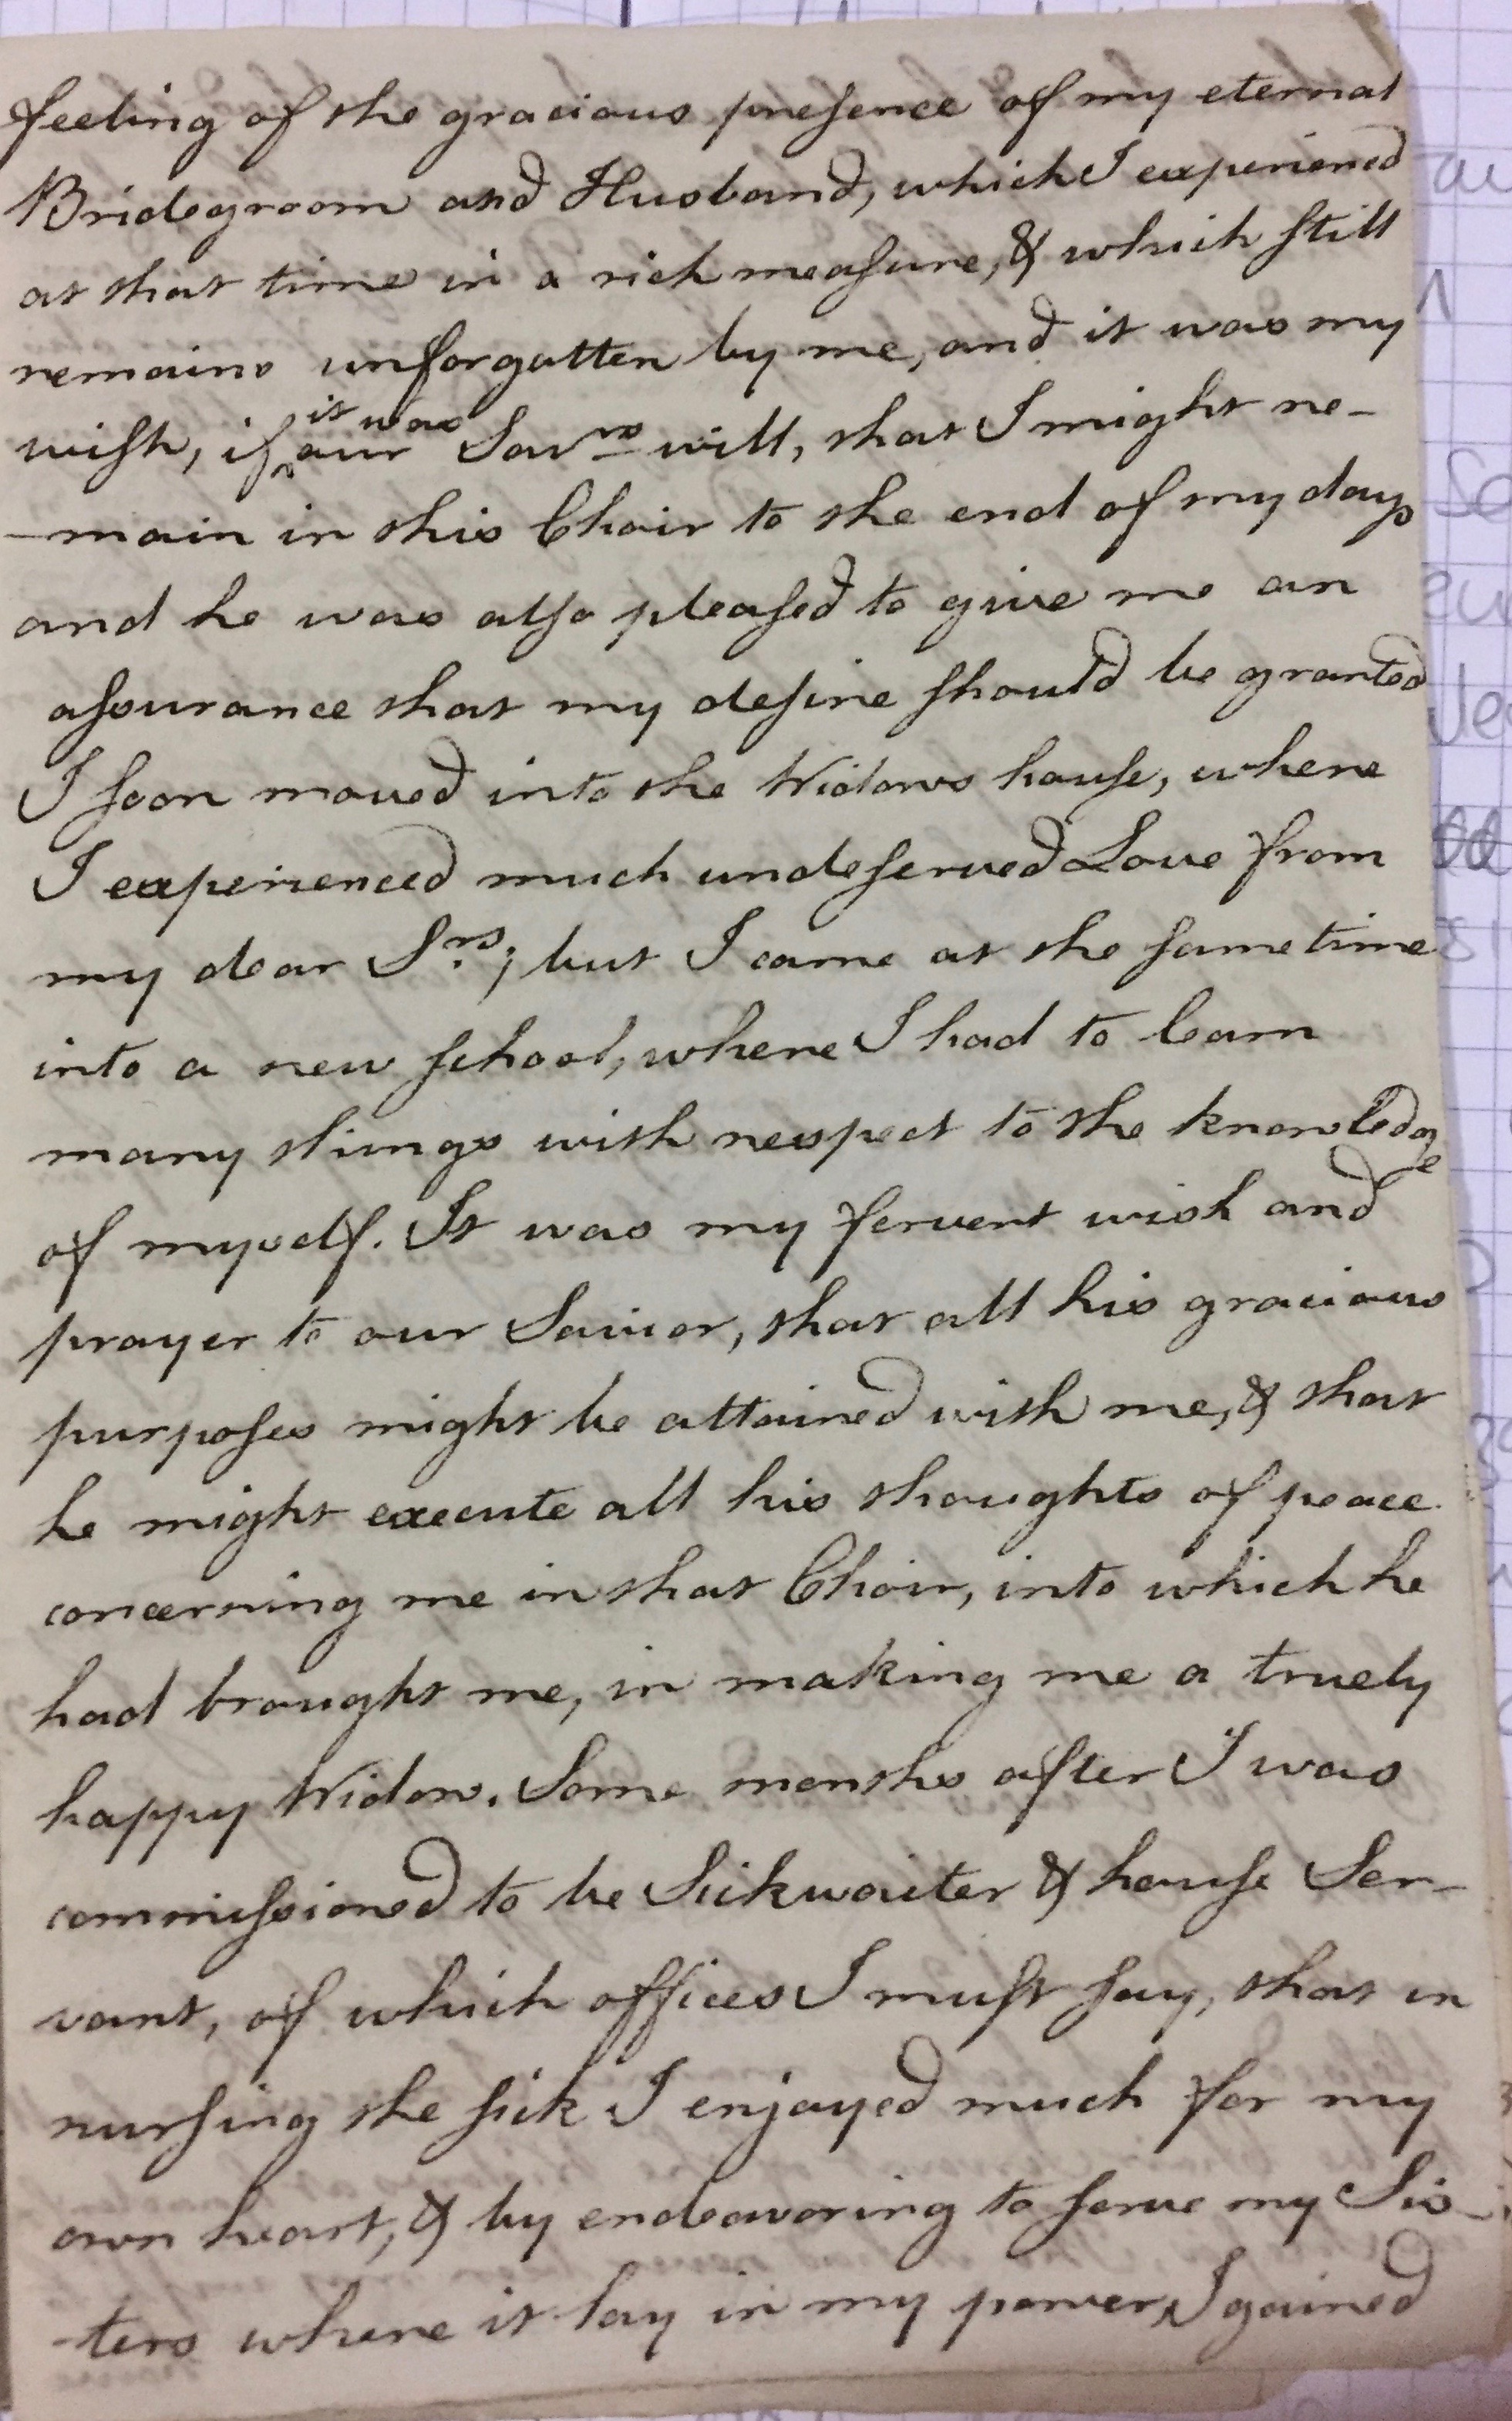 feeling of the gracious presence of my eternal
Bridegroom and Husband, which I experienced
at that time in a rich measure, & which still
remains unforgotten by me, and it was my
wish, if it was our Savrs will, that I might re-
-main in this Choir to the end of my days
and he was also pleased to give me an
assurance that my desire should be granted
I soon moved into the Widows house, where
I experienced much undeserved Love from
my dear Srs; but I came at the same time
into a new school, where I had to learn
many things with respect to the knowledge
of myself. It was my fervent wish and
prayer to our Savior, that all his gracious
purposes might be attained with me, & that
he might execute all his thoughts of peace
concerning me in that Choir, into which he
had brought me, in making me a truely
happy Widow. Some months after I was
commissioned to be Sickwaiter & house Ser-
vant, of which offices I must say, that in
nursing the sick I enjoyed much for my
own heart, & by endeavoring to serve my Sis-
-ters where it lay in my power, I gained